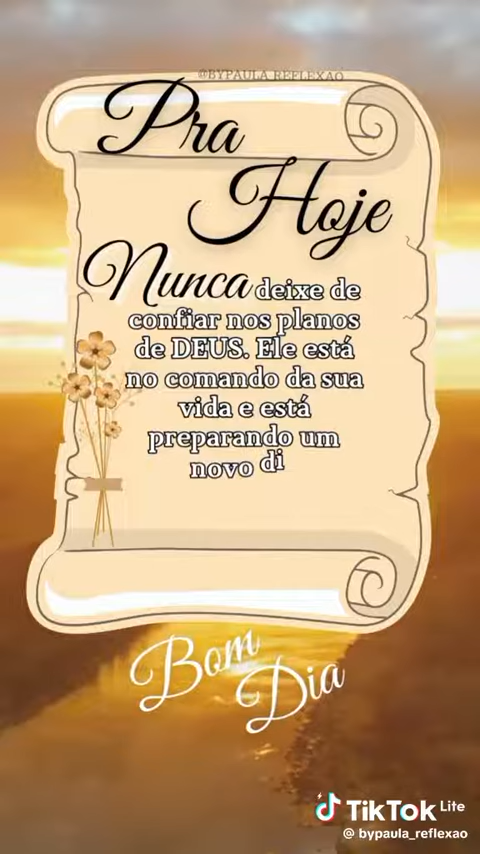 @BYPAULA_REFLEXAO
Pra
Hoje
Nunca deixe de
confiar nos planos
de DEUS. Ele está
no comando da sua
vida e está
preparando um
novo di
Bom
Dia
TikTok Lite
bypaula_reflexao